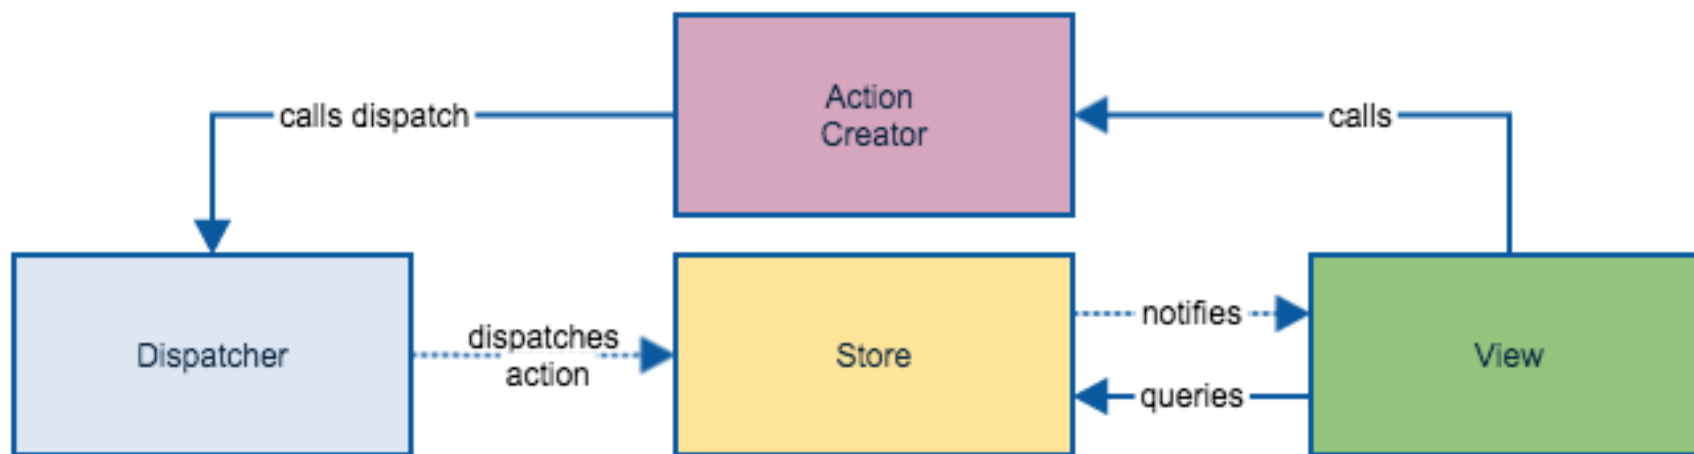 Action
Creator
calls dispatch
calls
Dispatcher
dispatches
action
Store
notifies
queries
View